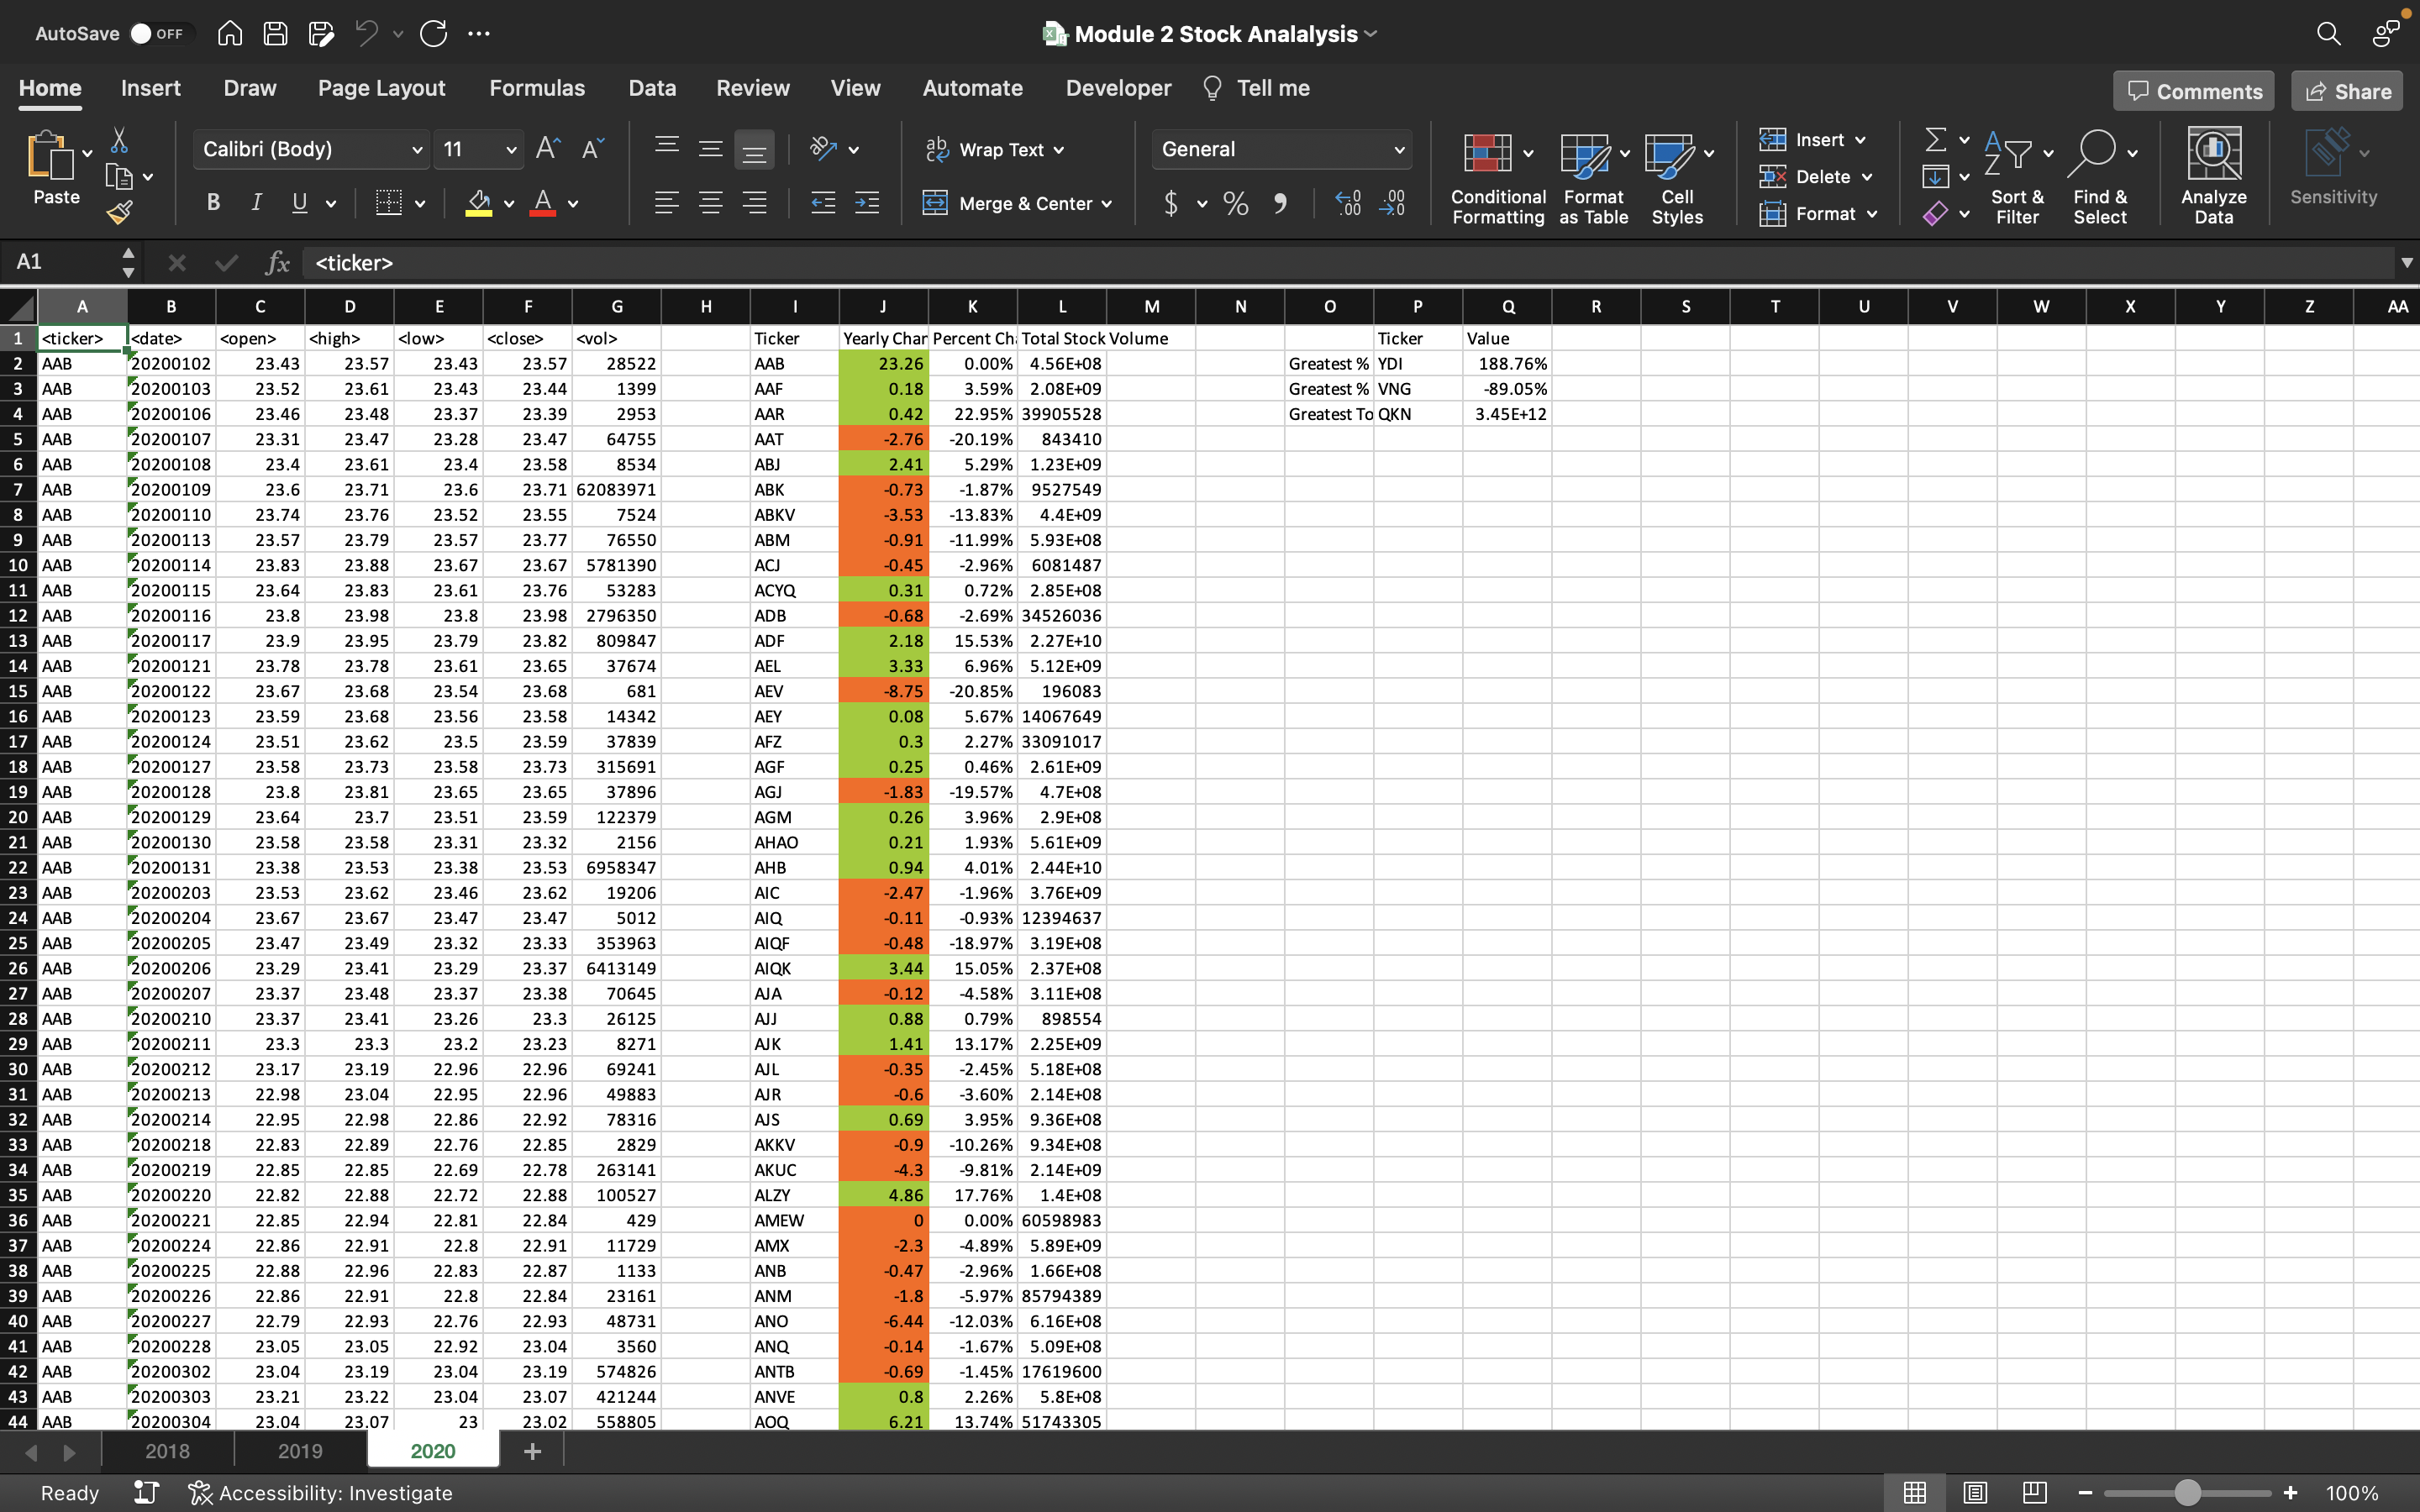 AutoSave OFF Module 2 Stock Analalysis
Home Insert Draw Page Layout Formulas Data Review View Automate Developer Tell me Comments Share
Paste Calibri (Body) 11 A A Wrap Text General Insert
B I U A Merge & Center $ % Conditional Formatting Format as Table Cell Styles Delete Format Sort & Filter Find & Select Analyze Data Sensitivity
A1 fx <ticker>
A B C D E F G H I J K L M N O P Q R S T U V W X Y Z AA
1 <ticker> <date> <open> <high> <low> <close> <vol> Ticker Yearly Char Percent Ch Total Stock Volume Ticker Value
2 AAB 20200102 23.43 23.57 23.43 23.57 28522 AAB 23.26 0.00% 4.56E+08 Greatest % YDI 188.76%
3 AAB 20200103 23.52 23.61 23.43 23.44 1399 AAF 0.18 3.59% 2.08E+09 Greatest % VNG -89.05%
4 AAB 20200106 23.46 23.48 23.37 23.39 2953 AAR 0.42 22.95% 39905528 Greatest To QKN 3.45E+12
5 AAB 20200107 23.31 23.47 23.28 23.47 64755 AAT -2.76 -20.19% 843410
6 AAB 20200108 23.4 23.61 23.4 23.58 8534 ABJ 2.41 5.29% 1.23E+09
7 AAB 20200109 23.6 23.71 23.6 23.71 62083971 ABK -0.73 -1.87% 9527549
8 AAB 20200110 23.74 23.76 23.52 23.55 7524 ABKV -3.53 -13.83% 4.4E+09
9 AAB 20200113 23.57 23.79 23.57 23.77 76550 ABM -0.91 -11.99% 5.93E+08
10 AAB 20200114 23.83 23.88 23.67 23.67 5781390 ACJ -0.45 -2.96% 6081487
11 AAB 20200115 23.64 23.83 23.61 23.76 53283 ACYQ 0.31 0.72% 2.85E+08
12 AAB 20200116 23.8 23.98 23.8 23.98 2796350 ADB -0.68 -2.69% 34526036
13 AAB 20200117 23.9 23.95 23.79 23.82 809847 ADF 2.18 15.53% 2.27E+10
14 AAB 20200121 23.78 23.78 23.61 23.65 37674 AEL 3.33 6.96% 5.12E+09
15 AAB 20200122 23.67 23.68 23.54 23.68 681 AEV -8.75 -20.85% 196083
16 AAB 20200123 23.59 23.68 23.56 23.58 14342 AEY 0.08 5.67% 14067649
17 AAB 20200124 23.51 23.62 23.5 23.59 37839 AFZ 0.3 2.27% 33091017
18 AAB 20200127 23.58 23.73 23.58 23.73 315691 AGF 0.25 0.46% 2.61E+09
19 AAB 20200128 23.8 23.81 23.65 23.65 37896 AGJ -1.83 -19.57% 4.7E+08
20 AAB 20200129 23.64 23.7 23.51 23.59 122379 AGM 0.26 3.96% 2.9E+08
21 AAB 20200130 23.58 23.58 23.31 23.32 2156 AHAO 0.21 1.93% 5.61E+09
22 AAB 20200131 23.38 23.53 23.38 23.53 6958347 AHB 0.94 4.01% 2.44E+10
23 AAB 20200203 23.53 23.62 23.46 23.62 19206 AIC -2.47 -1.96% 3.76E+09
24 AAB 20200204 23.67 23.67 23.47 23.47 5012 AIQ -0.11 -0.93% 12394637
25 AAB 20200205 23.47 23.49 23.32 23.33 353963 AIQF -0.48 -18.97% 3.19E+08
26 AAB 20200206 23.29 23.41 23.29 23.37 6413149 AIQK 3.44 15.05% 2.37E+08
27 AAB 20200207 23.37 23.48 23.37 23.38 70645 AJA -0.12 -4.58% 3.11E+08
28 AAB 20200210 23.37 23.41 23.26 23.3 26125 AJJ 0.88 0.79% 898554
29 AAB 20200211 23.3 23.3 23.2 23.23 8271 AJK 1.41 13.17% 2.25E+09
30 AAB 20200212 23.17 23.19 22.96 22.96 69241 AJL -0.35 -2.45% 5.18E+08
31 AAB 20200213 22.98 23.04 22.95 22.96 49883 AJR -0.6 -3.60% 2.14E+08
32 AAB 20200214 22.95 22.98 22.86 22.92 78316 AJS 0.69 3.95% 9.36E+08
33 AAB 20200218 22.83 22.89 22.76 22.85 2829 AKKV -0.9 -10.26% 9.34E+08
34 AAB 20200219 22.85 22.85 22.69 22.78 263141 AKUC -4.3 -9.81% 2.14E+09
35 AAB 20200220 22.82 22.88 22.72 22.88 100527 ALZY 4.86 17.76% 1.4E+08
36 AAB 20200221 22.85 22.94 22.81 22.84 429 AMEW 0 0.00% 60598983
37 AAB 20200224 22.86 22.91 22.8 22.91 11729 AMX -2.3 -4.89% 5.89E+09
38 AAB 20200225 22.88 22.96 22.83 22.87 1133 ANB -0.47 -2.96% 1.66E+08
39 AAB 20200226 22.86 22.91 22.8 22.84 23161 ANM -1.8 -5.97% 85794389
40 AAB 20200227 22.79 22.93 22.76 22.93 48731 ANO -6.44 -12.03% 6.16E+08
41 AAB 20200228 23.05 23.05 22.92 23.04 3560 ANQ -0.14 -1.67% 5.09E+08
42 AAB 20200302 23.04 23.19 23.04 23.19 574826 ANTB -0.69 -1.45% 17619600
43 AAB 20200303 23.21 23.22 23.04 23.07 421244 ANVE 0.8 2.26% 5.8E+08
44 AAB 20200304 23.04 23.07 23 23.02 558805 AOQ 6.21 13.74% 51743305
2018 2019 2020 +
Ready Accessibility: Investigate 100%